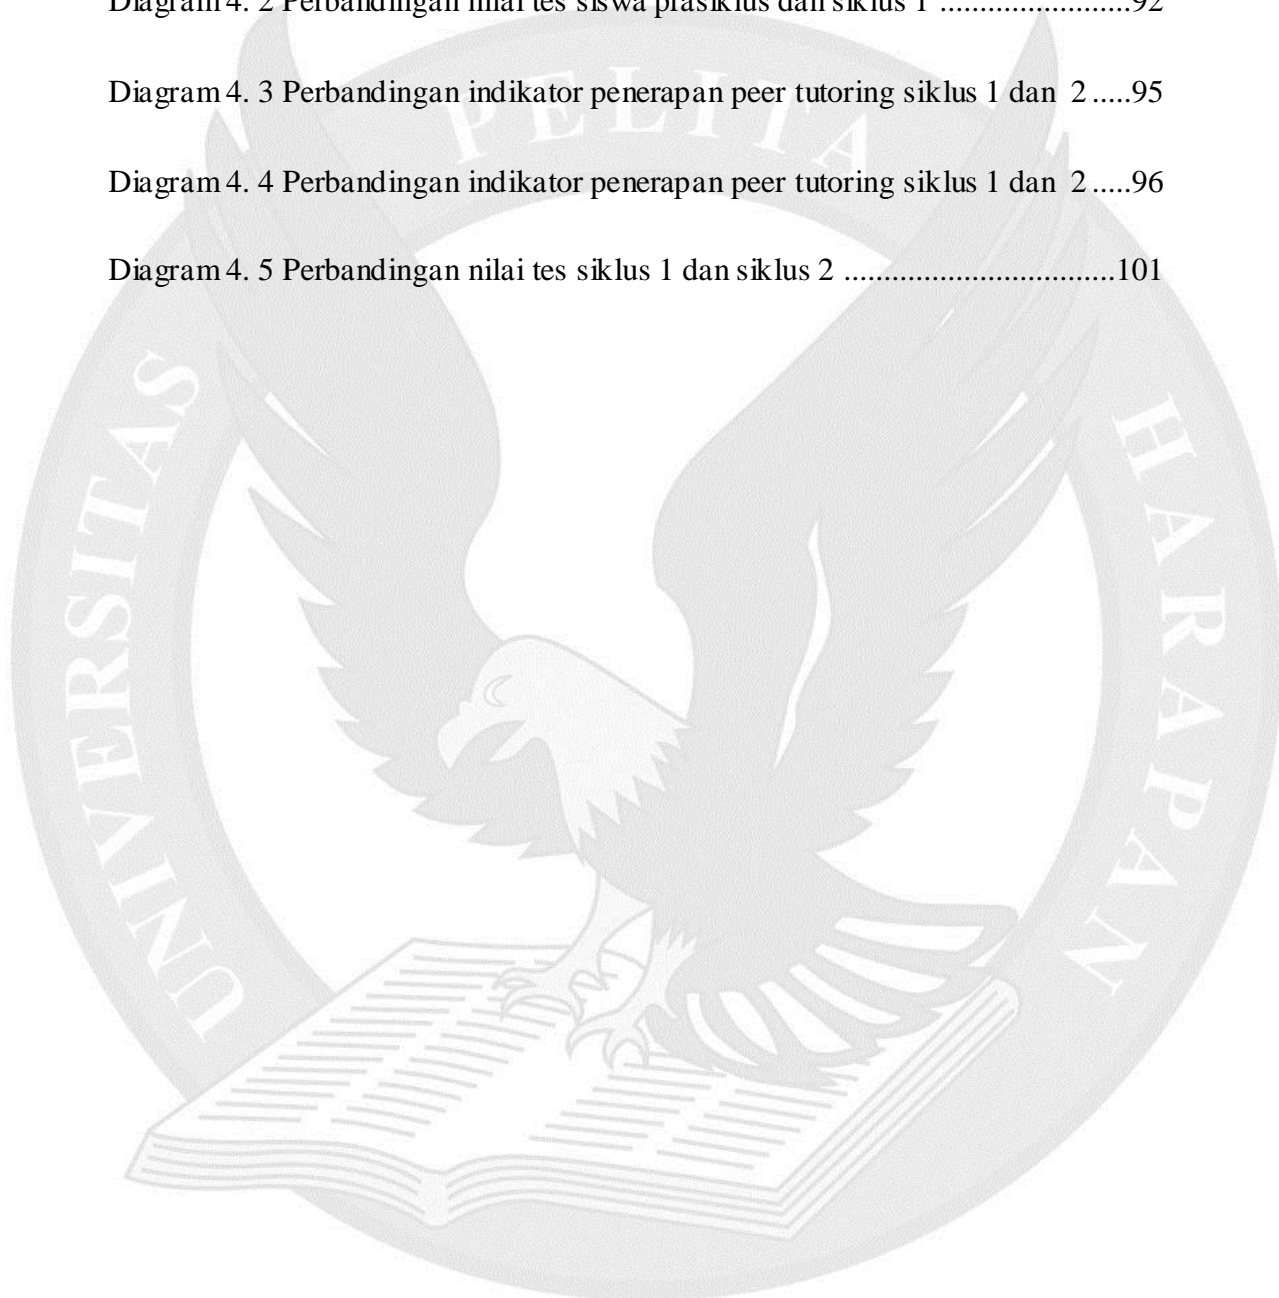 Diagram 4. 2 Perbandingan nilai tes siswa prasiklus dan siklus 1 ........................92
PELITA
Diagram 4. 3 Perbandingan indikator penerapan peer tutoring siklus 1 dan 2 .....95
Diagram 4. 4 Perbandingan indikator penerapan peer tutoring siklus 1 dan 2 .....96
Diagram 4. 5 Perbandingan nilai tes siklus 1 dan siklus 2 ..................................101
UNIVERSITAS
HARAPAN